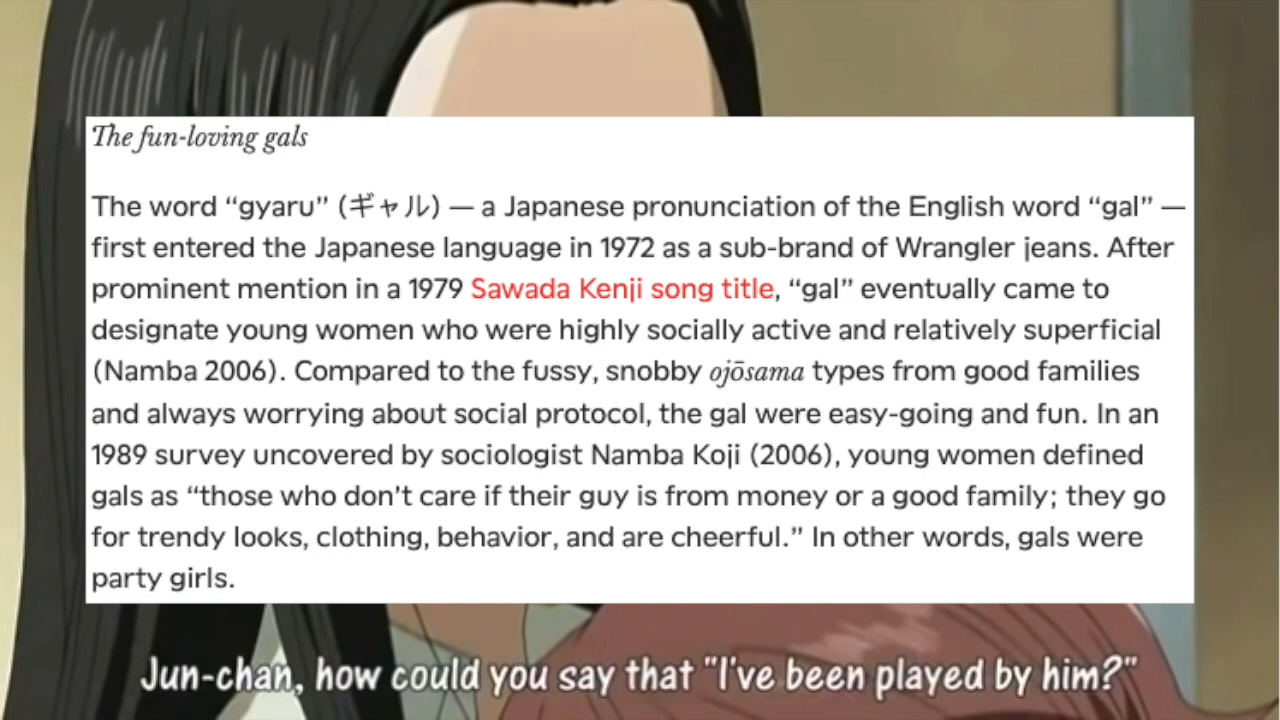 The fun-loving gals
The word “gyaru” (ギャル) — a Japanese pronunciation of the English word “gal” —
first entered the Japanese language in 1972 as a sub-brand of Wrangler jeans. After
prominent mention in a 1979 Sawada Kenji song title, “gal” eventually came to
designate young women who were highly socially active and relatively superficial
(Namba 2006). Compared to the fussy, snobby ojōsama types from good families
and always worrying about social protocol, the gal were easy-going and fun. In an
1989 survey uncovered by sociologist Namba Koji (2006), young women defined
gals as “those who don’t care if their guy is from money or a good family; they go
for trendy looks, clothing, behavior, and are cheerful.” In other words, gals were
party girls.
Jun-chan, how could you say that "I've been played by him?"